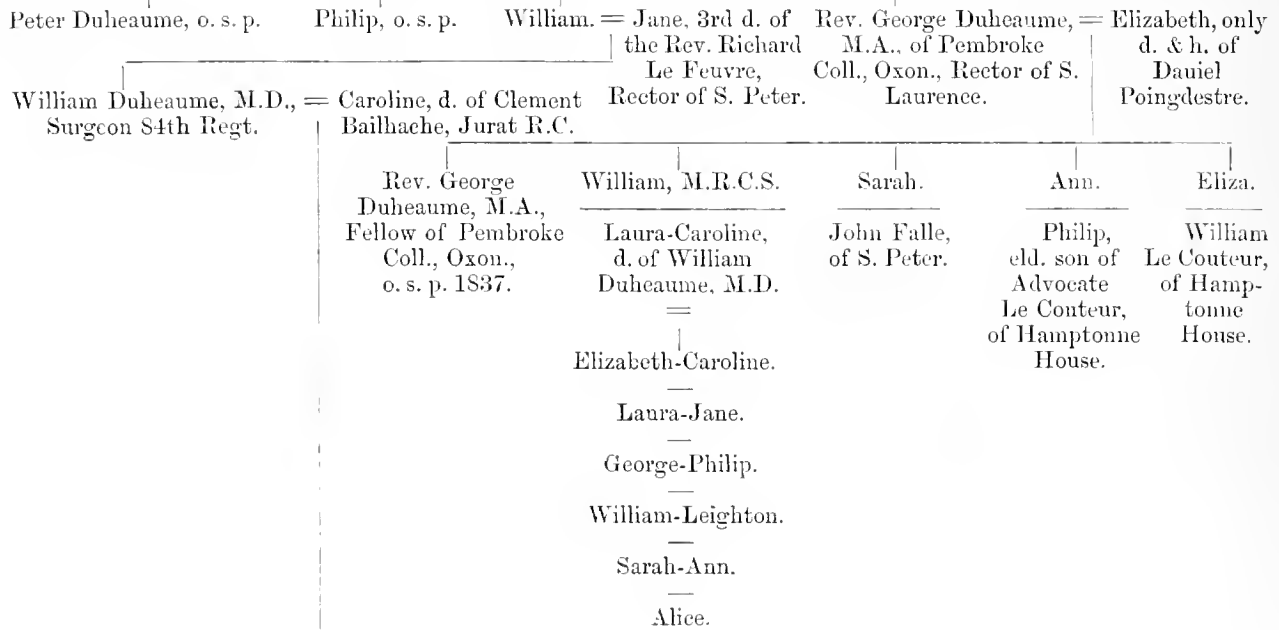 Peter Duheaume, o. s. p. Philip, o. s. p. William. = Jane, 3rd d. of the Rev. Richard Le Feuvre, Rector of S. Peter.
Rev. George Duheaume, = Elizabeth, only
M.A., of Pembroke d. & h. of
Coll., Oxon., Rector of S. Daniel
Laurence. Poingdestre.
William Duheaume, M.D., = Caroline, d. of Clement
Surgeon 84th Regt. Bailhache, Jurat R.C.
Rev. George
Duheaume, M.A.,
Fellow of Pembroke
Coll., Oxon.,
o. s. p. 1837.
William, M.R.C.S.
Laura-Caroline,
d. of William
Duheaume, M.D.
=
Elizabeth-Caroline.
Laura-Jane.
George-Philip.
William-Leighton.
Sarah-Ann.
Alice.
Sarah.
John Falle,
of S. Peter.
Ann.
Philip,
eld. son of
Advocate
Le Couteur,
of Hamptonne
House.
Eliza.
William
Le Couteur,
of Hamp-
tonne
House.